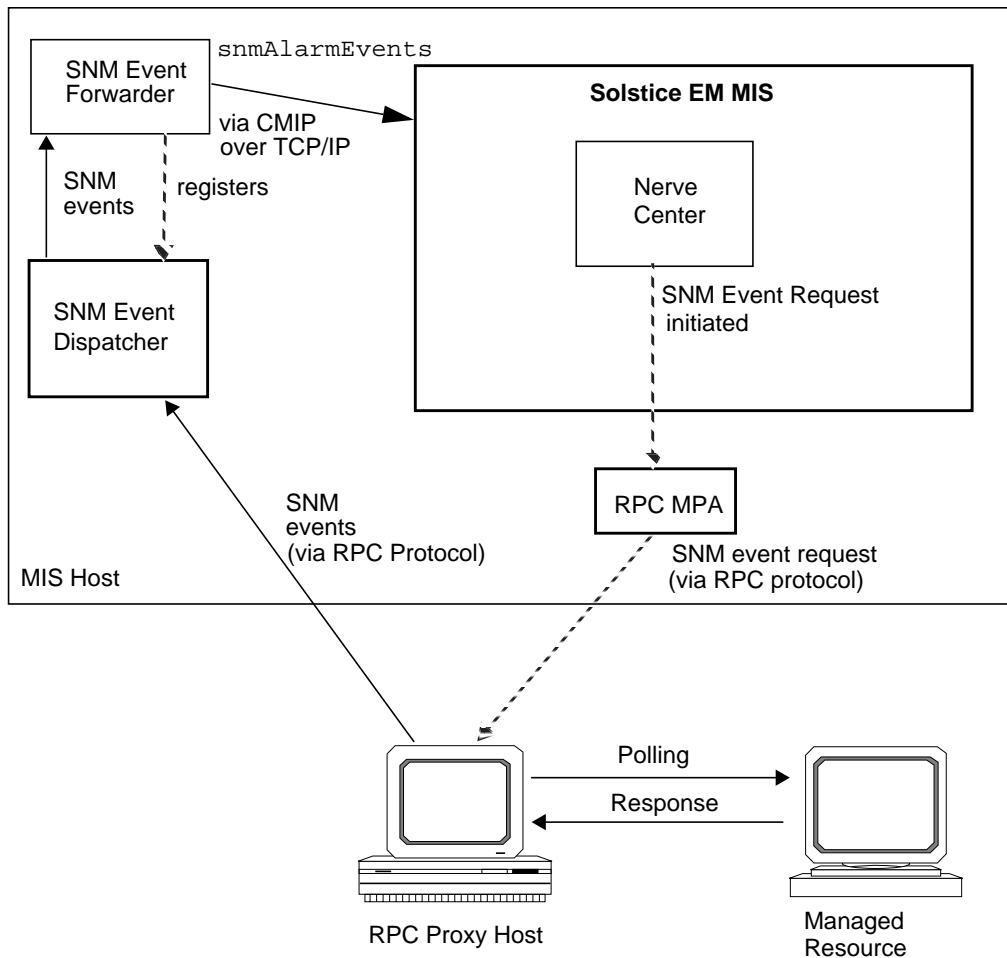 snmAlarmEvents
SNM Event
Forwarder
Solstice EM MIS
via CMIP
over TCP/IP
SNM
events
registers
Nerve
Center
SNM Event
Dispatcher
SNM Event Request
initiated
RPC MPA
SNM
events
(via RPC Protocol)
SNM event request
(via RPC protocol)
MIS Host
Polling
Response
RPC Proxy Host
Managed
Resource